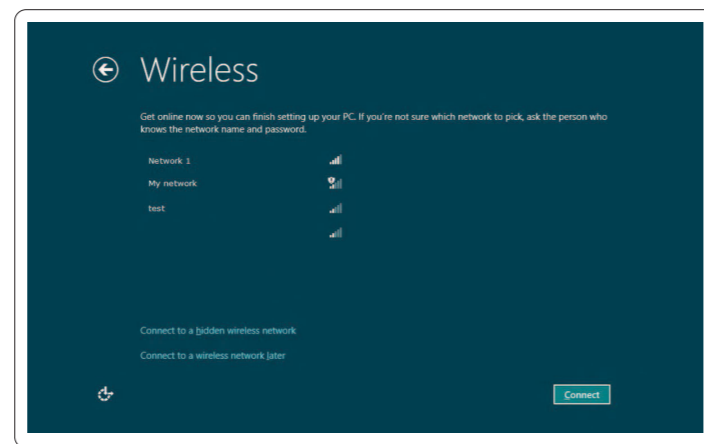 Wireless
Get online now so you can finish setting up your PC. If you're not sure which network to pick, ask the person who
knows the network name and password.
Network 1
My network
test
Connect to a hidden wireless network
Connect to a wireless network later
Connect